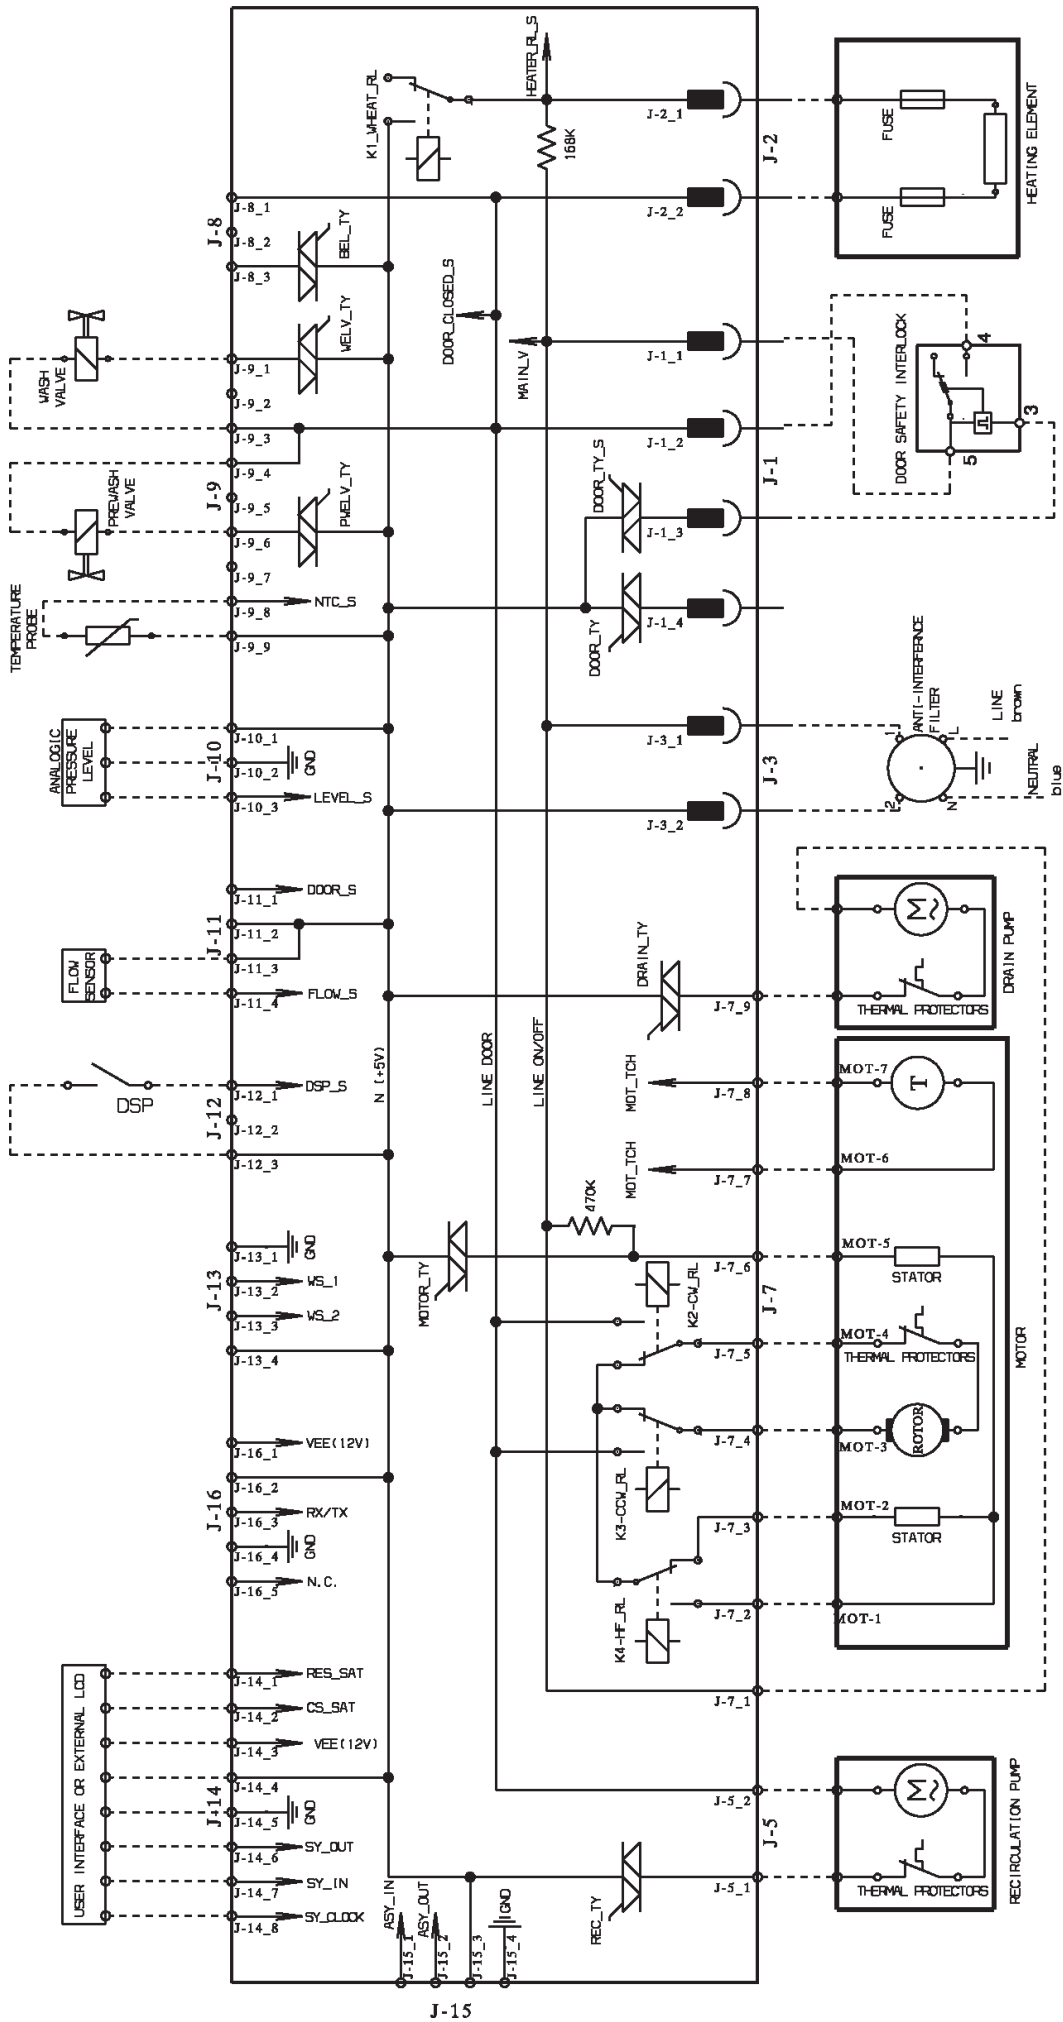 K1_WHEAT_RL
HEATER_RL_S
168K
J-2_1
J-2
J-2_2
FUSE
FUSE
HEATING ELEMENT
J-8
J-8_1
J-8_2
J-8_3
BEL_TY
WASH
VALVE
WELV_TY
J-9_1
J-9_2
J-9_3
J-9_4
J-9
J-9_5
J-9_6
J-9_7
J-9_8
J-9_9
PREWASH
VALVE
PWELV_TY
NTC_S
TEMPERATURE
PROBE
DOOR_CLOSED_S
MAIN_V
J-1_1
J-1_2
J-1
J-1_3
J-1_4
DOOR_TY_S
DOOR_TY
DOOR SAFETY INTERLOCK
4
3
5
ANALOGIC
PRESSURE
LEVEL
J-10
J-10_1
J-10_2
J-10_3
GND
LEVEL_S
J-3_1
J-3
J-3_2
ANTI-INTERFERNCE
FILTER
1
2
L
N
LINE
brown
NEUTRAL
blue
J-11
J-11_1
J-11_2
J-11_3
J-11_4
DOOR_S
FLOW_S
FLOW
SENSOR
DRAIN_TY
J-7_9
DRAIN PUMP
M
THERMAL PROTECTORS
N (+5V)
LINE DOOR
LINE ON/OFF
DSP
DSP_S
J-12
J-12_1
J-12_2
J-12_3
MOT_TCH
J-7_8
MOT_TCH
J-7_7
MOT-7
T
MOT-6
470K
J-13
J-13_1
J-13_2
J-13_3
J-13_4
GND
WS_1
WS_2
MOTOR_TY
J-7_6
J-7
K2-CW_RL
J-7_5
MOT-5
STATOR
MOT-4
THERMAL PROTECTORS
MOTOR
J-16
J-16_1
J-16_2
J-16_3
J-16_4
J-16_5
VEE(12V)
RX/TX
GND
N.C.
K3-CCW_RL
J-7_4
MOT-3
ROTOR
J-7_3
MOT-2
STATOR
K4-HF_RL
J-7_2
MOT-1
J-7_1
USER INTERFACE OR EXTERNAL LCD
J-14
J-14_1
J-14_2
J-14_3
J-14_4
J-14_5
J-14_6
J-14_7
J-14_8
RES_SAT
CS_SAT
VEE(12V)
GND
SY_OUT
SY_IN
SY_CLOCK
J-5_2
J-5
J-5_1
REC_TY
RECIRCULATION PUMP
M
THERMAL PROTECTORS
ASY_IN
ASY_OUT
GND
J-15_1
J-15_2
J-15_3
J-15_4
J-15